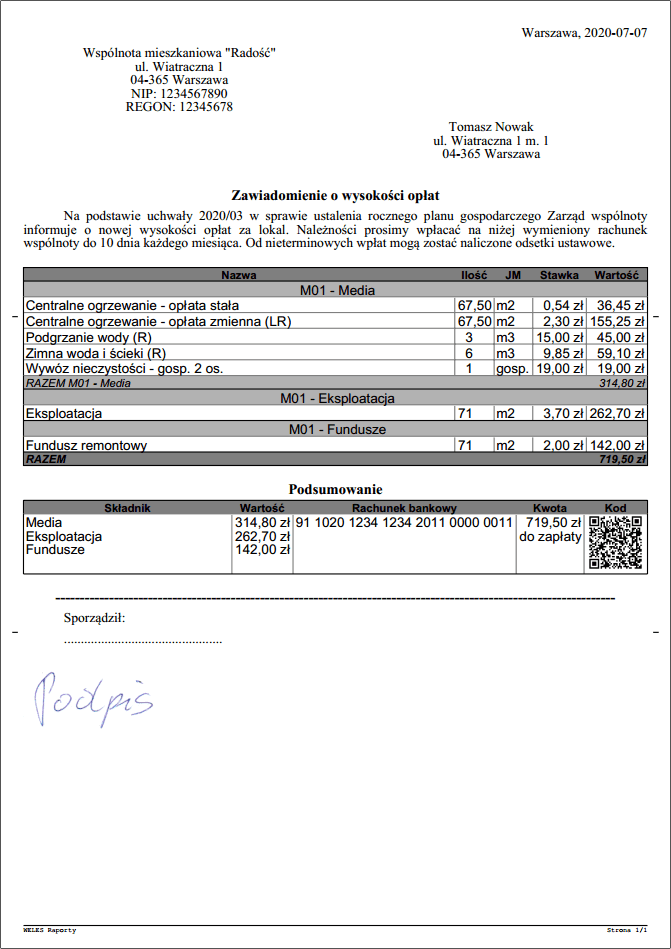 Warszawa, 2020-07-07
Wspólnota mieszkaniowa "Radość"
ul. Wiatraczna 1
04-365 Warszawa
NIP: 1234567890
REGON: 12345678
Tomasz Nowak
ul. Wiatraczna 1 m. 1
04-365 Warszawa
Zawiadomienie o wysokości opłat
Na podstawie uchwały 2020/03 w sprawie ustalenia rocznego planu gospodarczego Zarząd wspólnoty
informuje o nowej wysokości opłat za lokal. Należności prosimy wpłacać na niżej wymieniony rachunek
wspólnoty do 10 dnia każdego miesiąca. Od nieterminowych wpłat mogą zostać naliczone odsetki ustawowe.
Nazwa Ilość JM Stawka Wartość
M01 - Media
Centralne ogrzewanie - opłata stała 67,50 m2 0,54 zł 36,45 zł
Centralne ogrzewanie - opłata zmienna (LR) 67,50 m2 2,30 zł 155,25 zł
Podgrzanie wody (R) 3 m3 15,00 zł 45,00 zł
Zimna woda i ścieki (R) 6 m3 9,85 zł 59,10 zł
Wywóz nieczystości - gosp. 2 os. 1 gosp. 19,00 zł 19,00 zł
RAZEM M01 - Media 314,80 zł
M01 - Eksploatacja
Eksploatacja 71 m2 3,70 zł 262,70 zł
M01 - Fundusze
Fundusz remontowy 71 m2 2,00 zł 142,00 zł
RAZEM 719,50 zł
Podsumowanie
Składnik Wartość Rachunek bankowy Kwota Kod
Media 314,80 zł 91 1020 1234 1234 2011 0000 0011 719,50 zł
Eksploatacja 262,70 zł do zapłaty
Fundusze 142,00 zł
Sporządził:
Podpis
WELES Raporty Strona 1/1